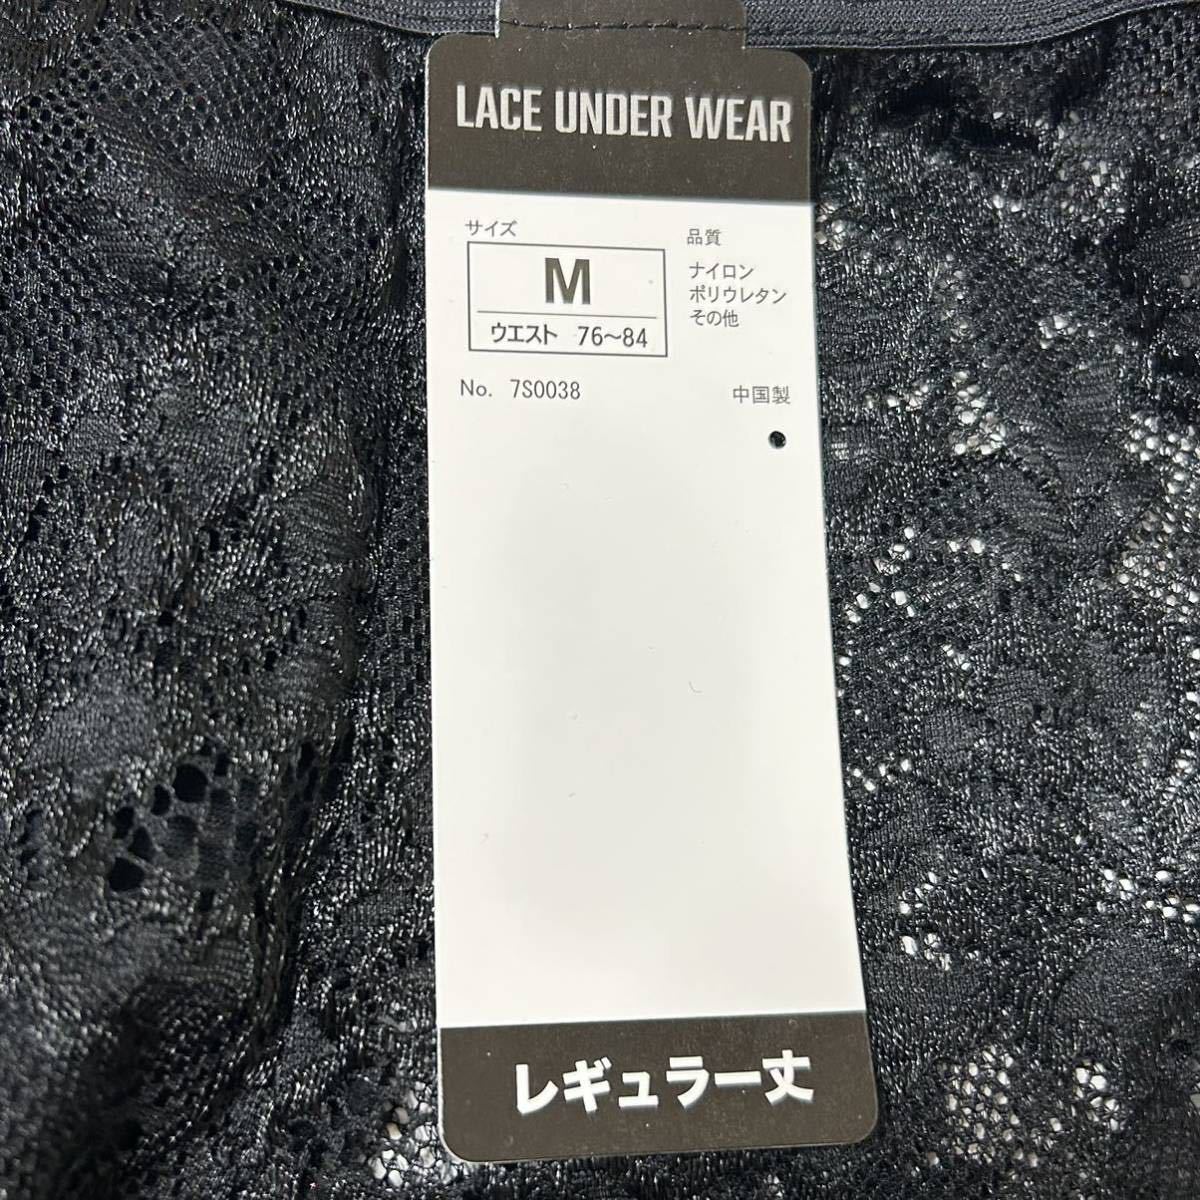 LACE UNDER WEAR
サイズ
M
ウエスト 76〜84
品質
ナイロン
ポリウレタン
その他
No. 7S0038
中国製
レギュラー丈